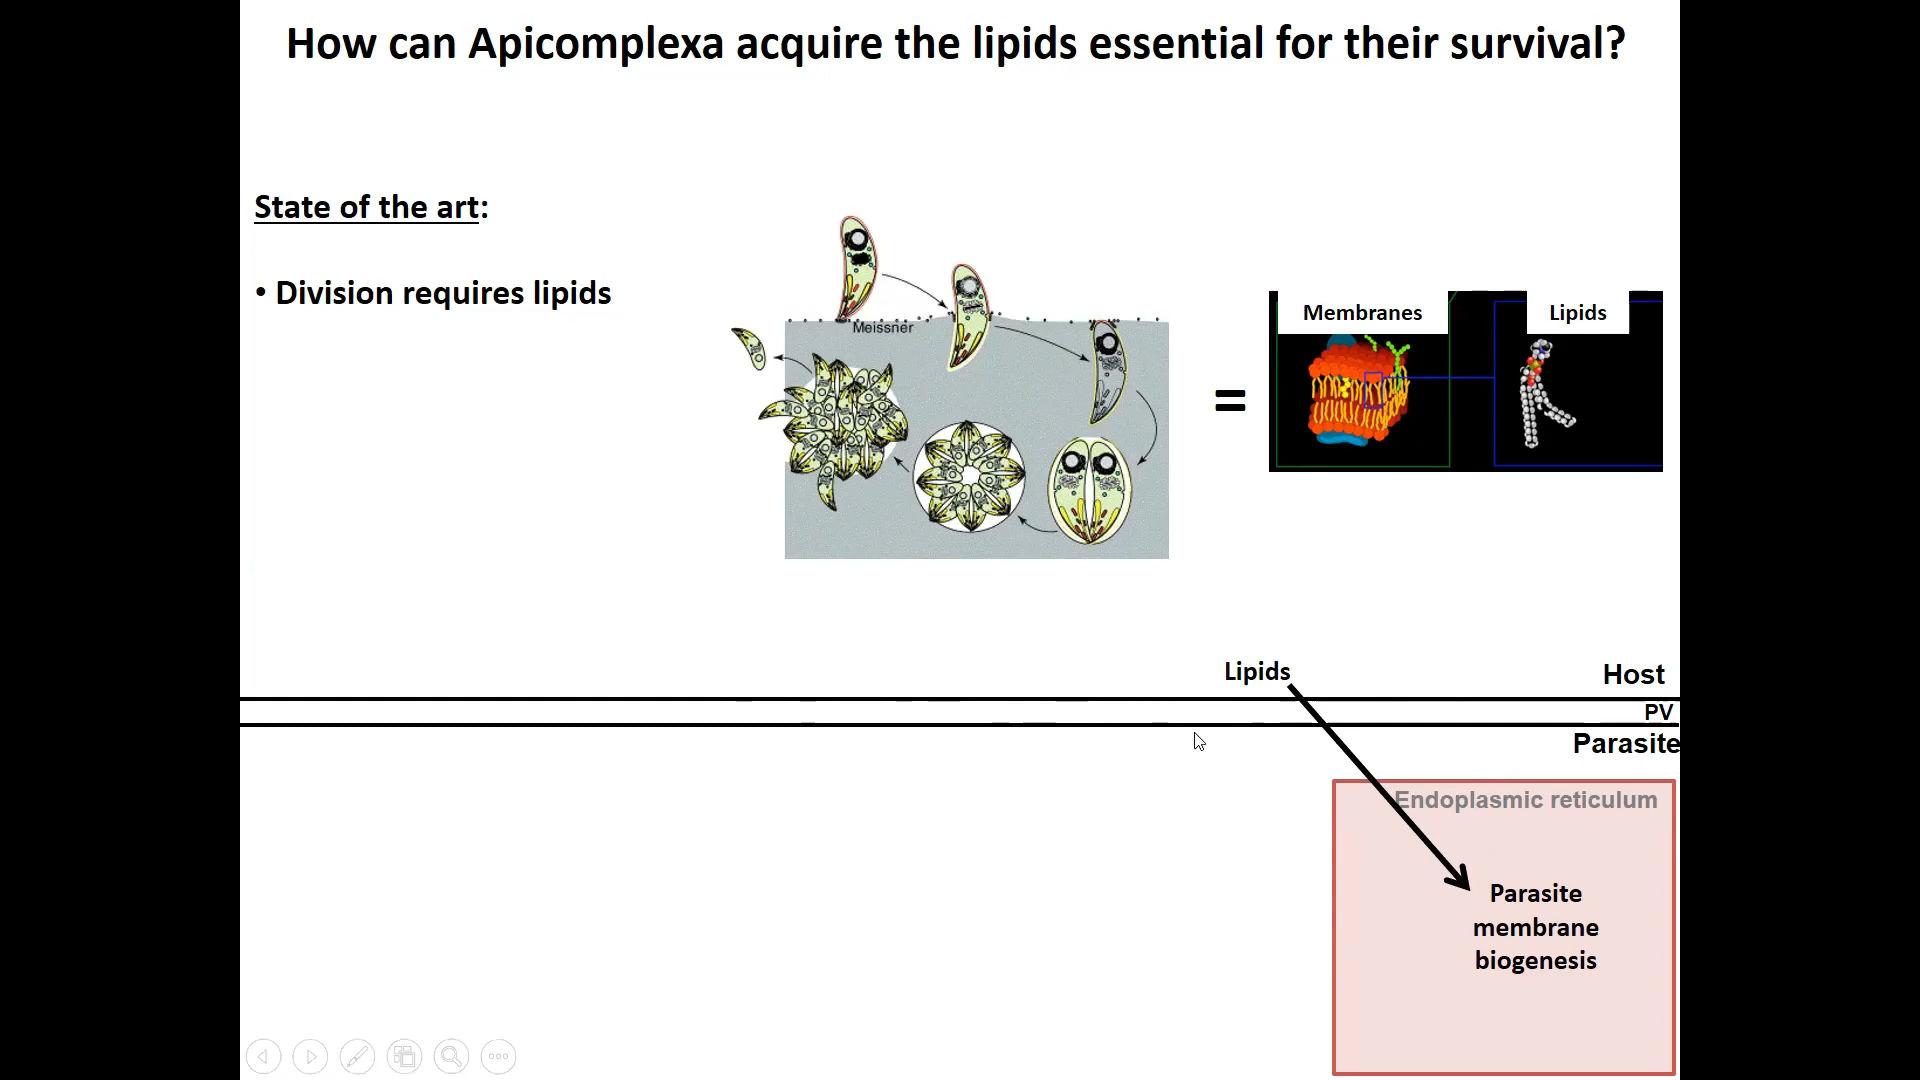 How can Apicomplexa acquire the lipids essential for their survival?
State of the art:
• Division requires lipids
Meissner
=
Membranes
Lipids
Lipids
Host
PV
Parasite
Endoplasmic reticulum
Parasite
membrane
biogenesis